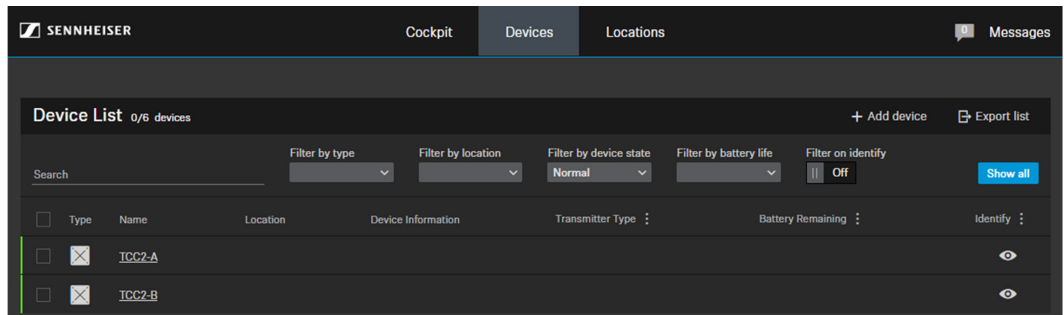 SENNHEISER Cockpit Devices Locations 0 Messages
Device List 0/6 devices + Add device Export list
Filter by type Filter by location Filter by device state Filter by battery life Filter on identify
Search Normal Off Show all
Type Name Location Device Information Transmitter Type Battery Remaining Identify
TCC2-A
TCC2-B